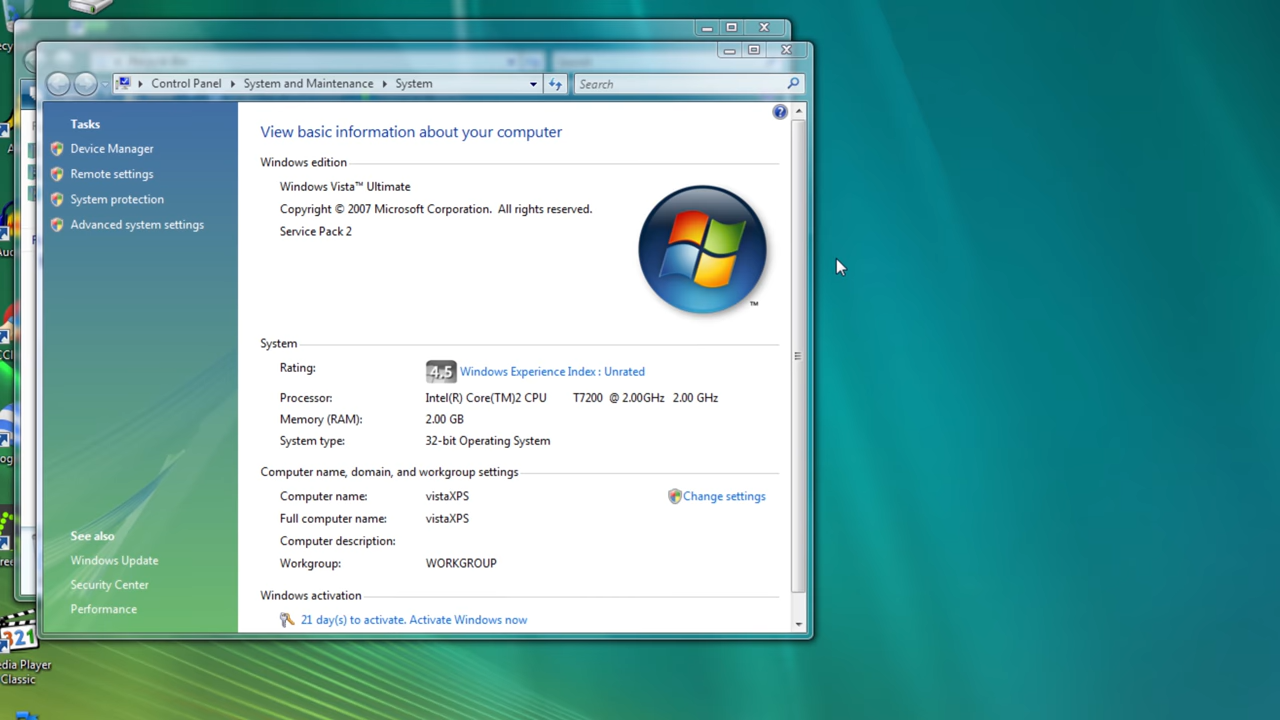 Control Panel System and Maintenance System Search
Tasks
Device Manager
Remote settings
System protection
Advanced system settings
See also
Windows Update
Security Center
Performance
View basic information about your computer
Windows edition
Windows Vista™ Ultimate
Copyright © 2007 Microsoft Corporation. All rights reserved.
Service Pack 2
TM
System
Rating: 4.5 Windows Experience Index : Unrated
Processor: Intel(R) Core(TM)2 CPU T7200 @ 2.00GHz 2.00 GHz
Memory (RAM): 2.00 GB
System type: 32-bit Operating System
Computer name, domain, and workgroup settings
Computer name: vistaXPS Change settings
Full computer name: vistaXPS
Computer description:
Workgroup: WORKGROUP
Windows activation
21 day(s) to activate. Activate Windows now
321
edia Player
Classic